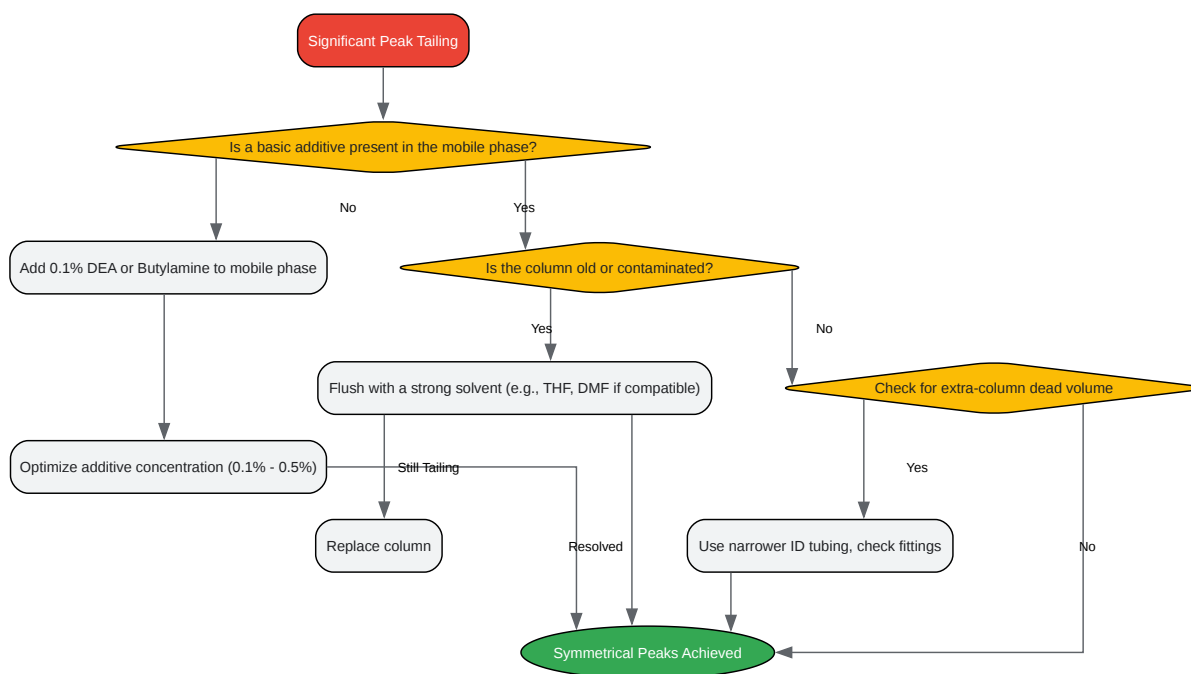 Significant Peak Tailing
Is a basic additive present in the mobile phase?
No
Yes
Add 0.1% DEA or Butylamine to mobile phase
Is the column old or contaminated?
Yes
No
Flush with a strong solvent (e.g., THF, DMF if compatible)
Check for extra-column dead volume
Optimize additive concentration (0.1% - 0.5%)
Still Tailing
Yes
Replace column
Resolved
Use narrower ID tubing, check fittings
No
Symmetrical Peaks Achieved